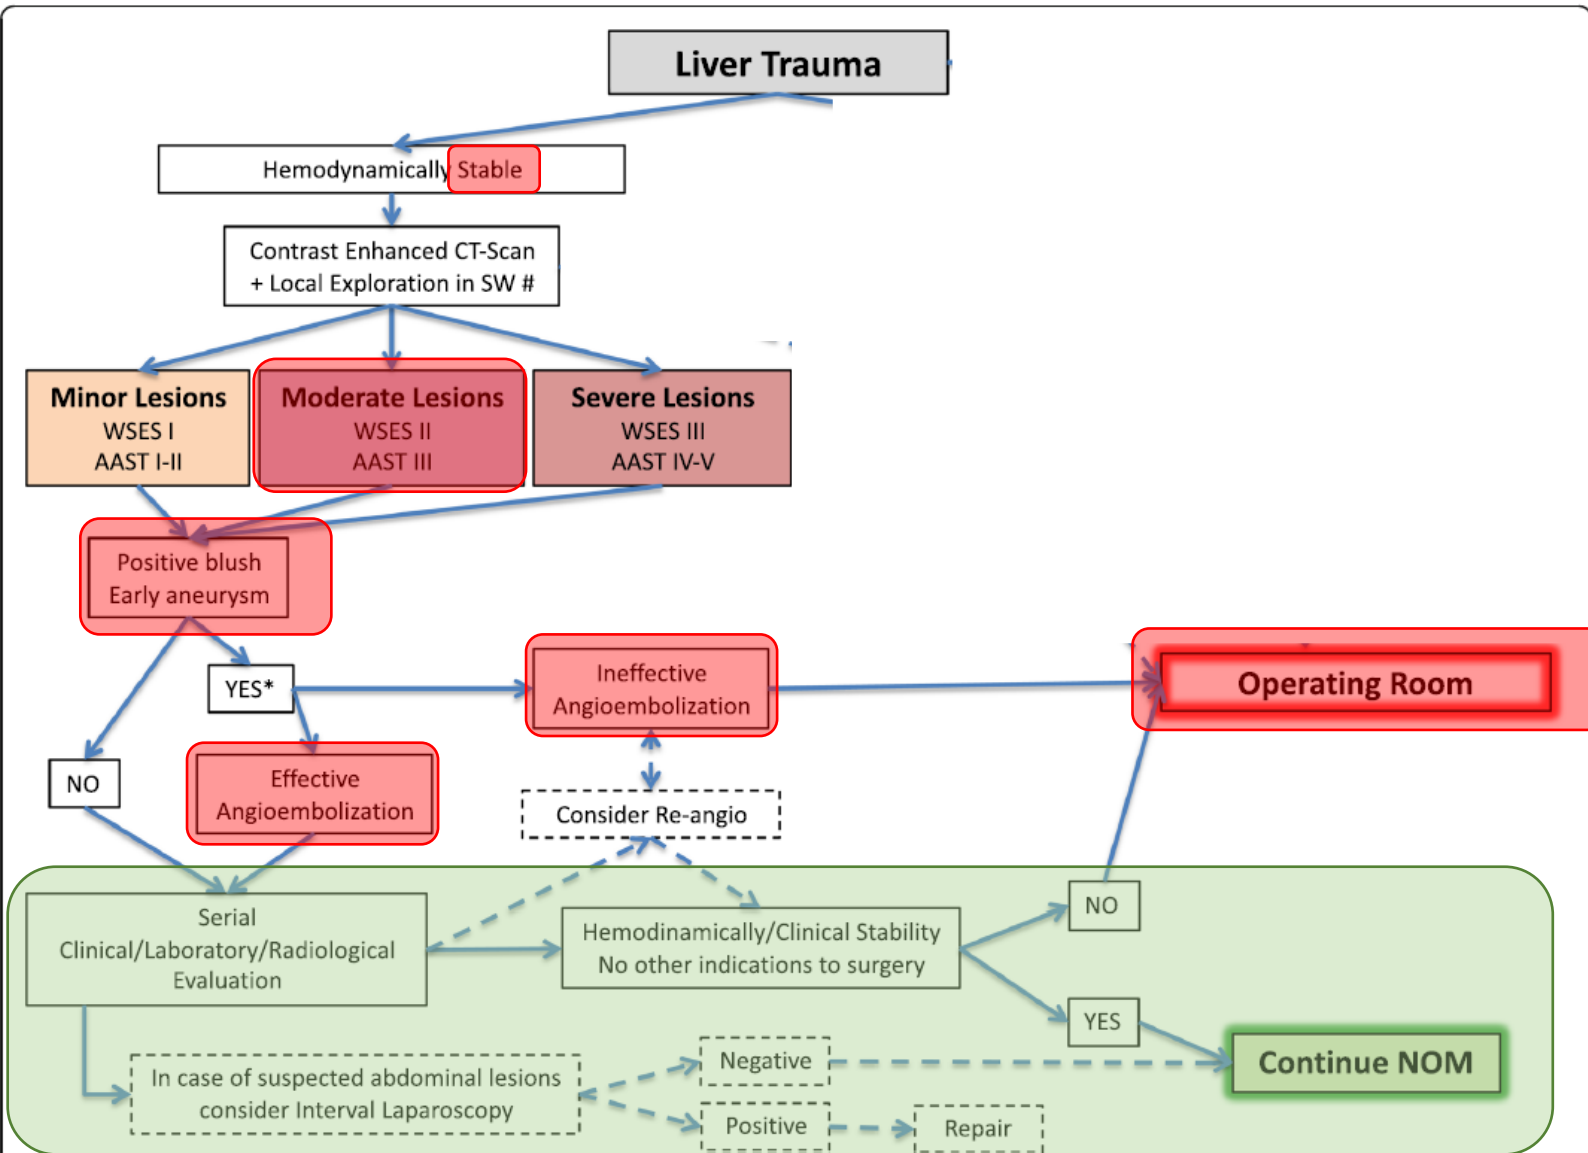 Liver Trauma
Hemodynamically Stable
Contrast Enhanced CT-Scan
+ Local Exploration in SW #
Minor Lesions
WSES I
AAST I-II
Moderate Lesions
WSES II
AAST III
Severe Lesions
WSES III
AAST IV-V
Positive blush
Early aneurysm
YES*
Ineffective
Angioembolization
Operating Room
NO
Effective
Angioembolization
Consider Re-angio
Serial
Clinical/Laboratory/Radiological
Evaluation
Hemodinamically/Clinical Stability
No other indications to surgery
NO
YES
Continue NOM
In case of suspected abdominal lesions
consider Interval Laparoscopy
Negative
Positive
Repair